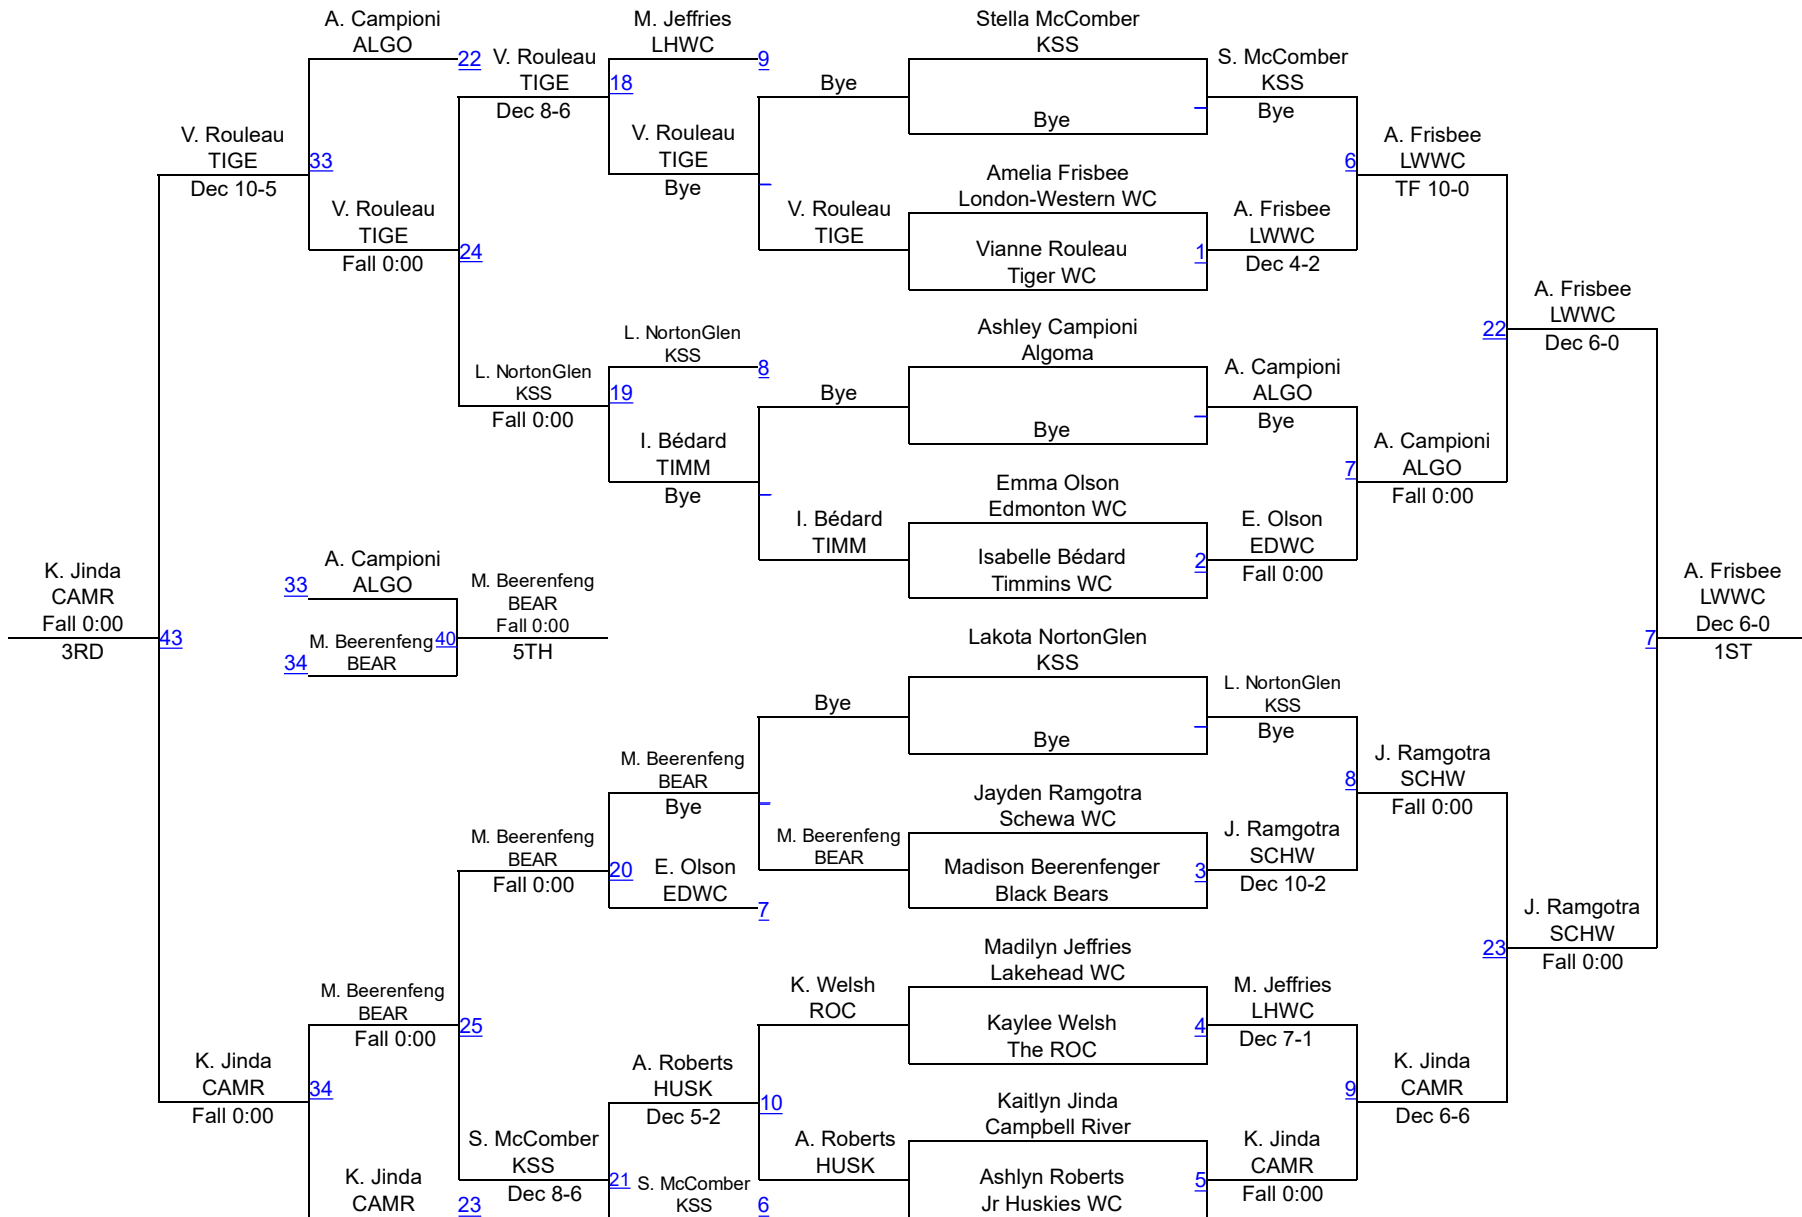 A. Campioni
ALGO
22
V. Rouleau
TIGE
Dec 10-5
33
V. Rouleau
TIGE
Fall 0:00
24
V. Rouleau
TIGE
Dec 8-6
18
M. Jeffries
LHWC
9
V. Rouleau
TIGE
Bye
Bye
V. Rouleau
TIGE
Stella McComber
KSS
Bye
S. McComber
KSS
Bye
Amelia Frisbee
London-Western WC
Vianne Rouleau
Tiger WC
1
A. Frisbee
LWWC
Dec 4-2
6
A. Frisbee
LWWC
TF 10-0
L. NortonGlen
KSS
Fall 0:00
19
L. NortonGlen
KSS
8
I. Bédard
TIMM
Bye
Bye
I. Bédard
TIMM
Ashley Campioni
Algoma
Bye
A. Campioni
ALGO
Bye
Emma Olson
Edmonton WC
Isabelle Bédard
Timmins WC
2
E. Olson
EDWC
Fall 0:00
7
A. Campioni
ALGO
Fall 0:00
22
A. Frisbee
LWWC
Dec 6-0
K. Jinda
CAMR
Fall 0:00
3RD
43
33
A. Campioni
ALGO
34
M. Beerenfeng
BEAR
40
M. Beerenfeng
BEAR
Fall 0:00
5TH
A. Frisbee
LWWC
Dec 6-0
1ST
7
Lakota NortonGlen
KSS
Bye
L. NortonGlen
KSS
Bye
Bye
M. Beerenfeng
BEAR
Bye
M. Beerenfeng
BEAR
Jayden Ramgotra
Schewa WC
Madison Beerenfenger
Black Bears
3
J. Ramgotra
SCHW
Dec 10-2
8
J. Ramgotra
SCHW
Fall 0:00
M. Beerenfeng
BEAR
Fall 0:00
20
E. Olson
EDWC
7
J. Ramgotra
SCHW
Fall 0:00
23
M. Beerenfeng
BEAR
Fall 0:00
25
K. Welsh
ROC
Madilyn Jeffries
Lakehead WC
Kaylee Welsh
The ROC
4
M. Jeffries
LHWC
Dec 7-1
K. Jinda
CAMR
Fall 0:00
34
A. Roberts
HUSK
Dec 5-2
10
A. Roberts
HUSK
Kaitlyn Jinda
Campbell River
Ashlyn Roberts
Jr Huskies WC
5
K. Jinda
CAMR
Fall 0:00
9
K. Jinda
CAMR
Dec 6-6
S. McComber
KSS
Dec 8-6
21
S. McComber
KSS
6
K. Jinda
CAMR
23